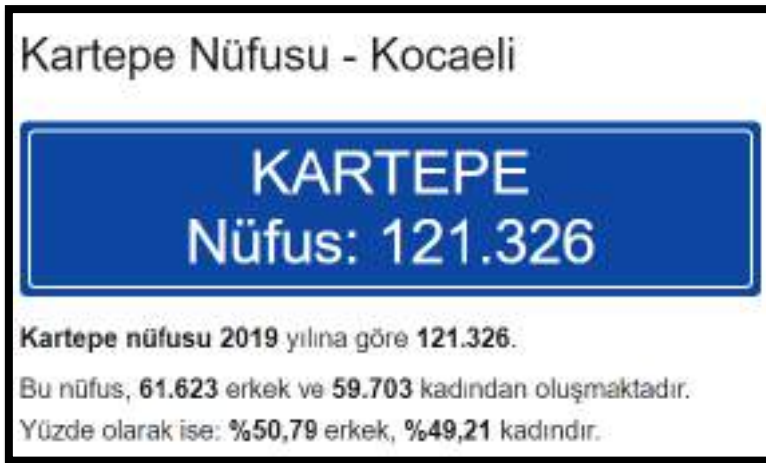 Kartepe Nüfusu - Kocaeli
KARTEPE
Nüfus: 121.326
Kartepe nüfusu 2019 yılına göre 121.326.
Bu nüfus, 61.623 erkek ve 59.703 kadından oluşmaktadır.
Yüzde olarak ise: %50,79 erkek, %49,21 kadındır.